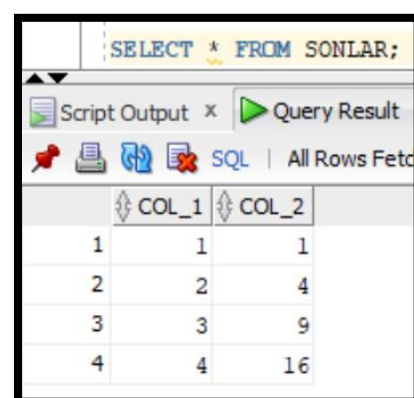 SELECT * FROM SONLAR;
Script Output x Query Result
SQL | All Rows Fetc
COL_1 COL_2
1 1 1
2 2 4
3 3 9
4 4 16